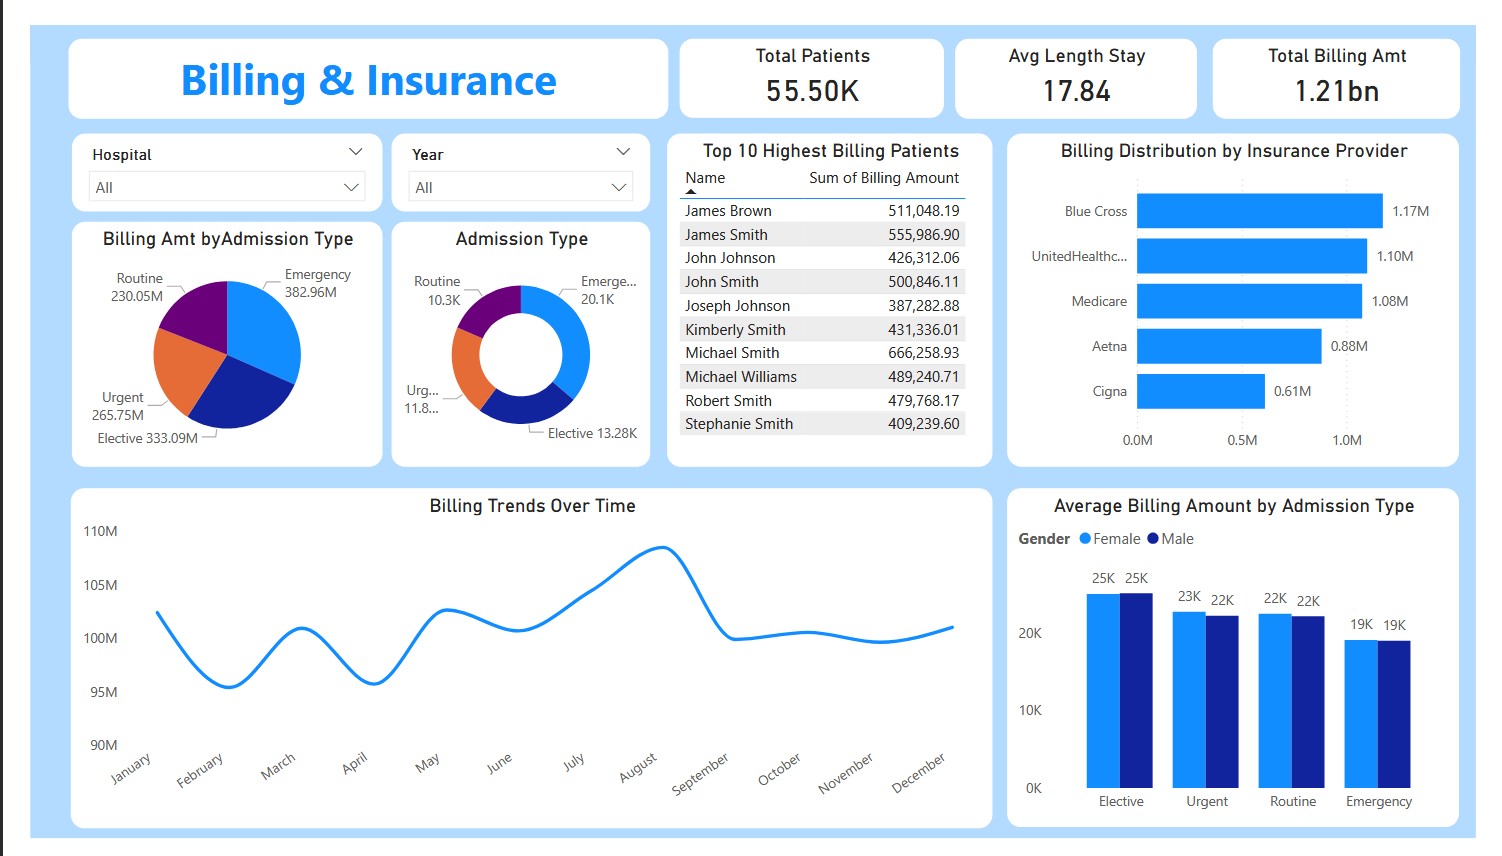 Billing & Insurance
Total Patients
55.50K
Avg Length Stay
17.84
Total Billing Amt
1.21bn
Hospital
All
Year
All
Billing Amt byAdmission Type
Routine
230.05M
Emergency
382.96M
Urgent
265.75M
Elective 333.09M
Admission Type
Routine
10.3K
Emerge...
20.1K
Urg...
11.8...
Elective 13.28K
Top 10 Highest Billing Patients
Name Sum of Billing Amount
James Brown 511,048.19
James Smith 555,986.90
John Johnson 426,312.06
John Smith 500,846.11
Joseph Johnson 387,282.88
Kimberly Smith 431,336.01
Michael Smith 666,258.93
Michael Williams 489,240.71
Robert Smith 479,768.17
Stephanie Smith 409,239.60
Billing Distribution by Insurance Provider
Blue Cross 1.17M
UnitedHealthc... 1.10M
Medicare 1.08M
Aetna 0.88M
Cigna 0.61M
0.0M 0.5M 1.0M
Billing Trends Over Time
110M
105M
100M
95M
90M
January February March April May June July August September October November December
Average Billing Amount by Admission Type
Gender Female Male
25K 25K 23K 22K 22K 22K 19K 19K
20K
10K
0K
Elective Urgent Routine Emergency